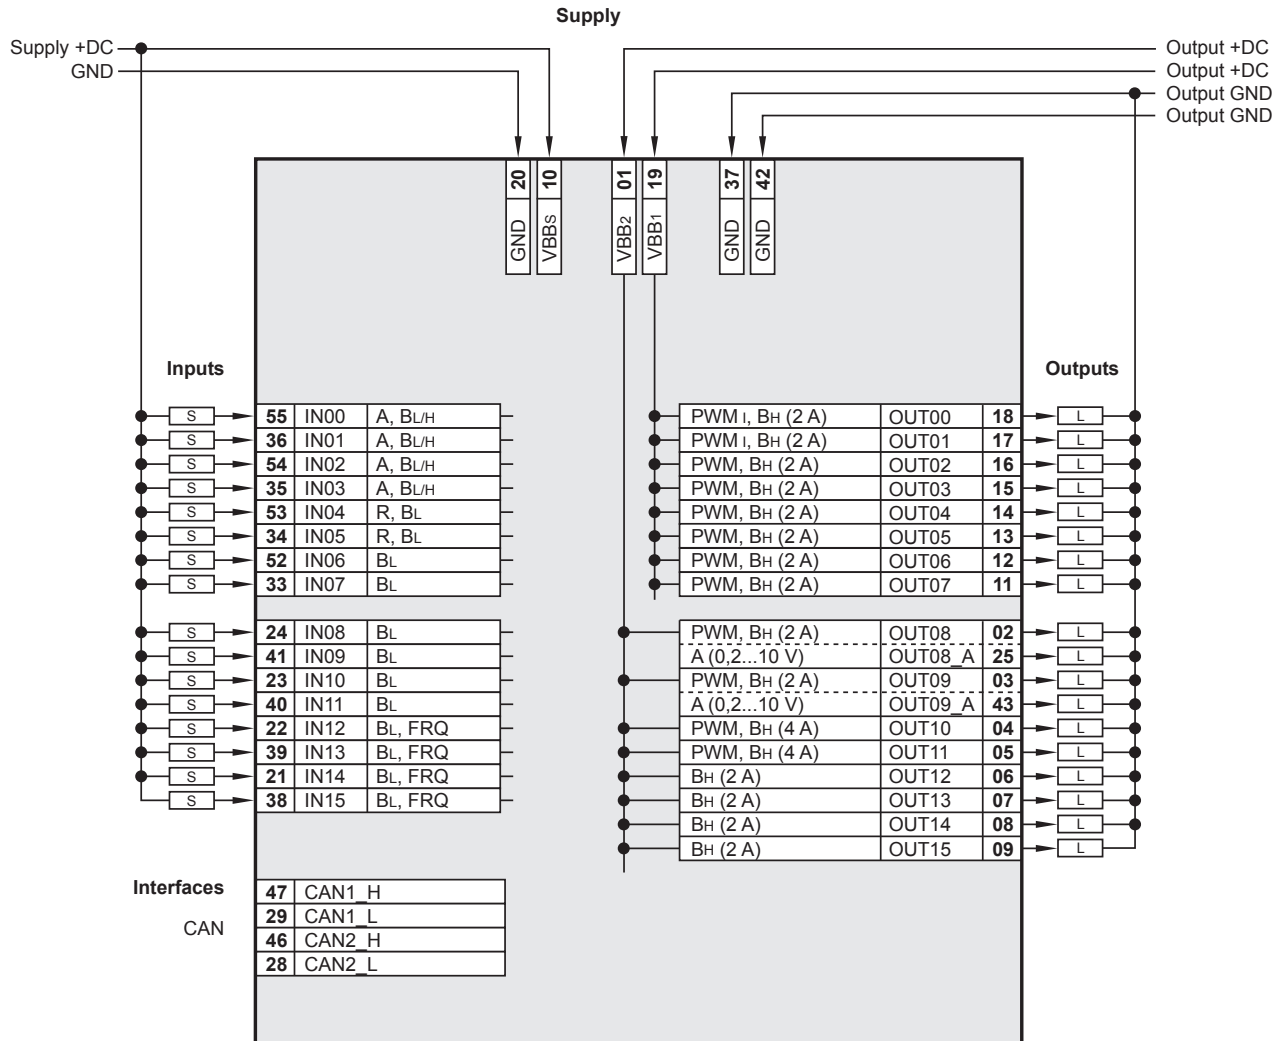 Supply
Supply +DC
GND
Output +DC
Output +DC
Output GND
Output GND
20 GND
10 VBBS
01 VBB2
19 VBB1
37 GND
42 GND
Inputs
Outputs
S 55 IN00 A, BL/H
S 36 IN01 A, BL/H
S 54 IN02 A, BL/H
S 35 IN03 A, BL/H
S 53 IN04 R, BL
S 34 IN05 R, BL
S 52 IN06 BL
S 33 IN07 BL
S 24 IN08 BL
S 41 IN09 BL
S 23 IN10 BL
S 40 IN11 BL
S 22 IN12 BL, FRQ
S 39 IN13 BL, FRQ
S 21 IN14 BL, FRQ
S 38 IN15 BL, FRQ
PWM I, BH (2 A) OUT00 18 L
PWM I, BH (2 A) OUT01 17 L
PWM, BH (2 A) OUT02 16 L
PWM, BH (2 A) OUT03 15 L
PWM, BH (2 A) OUT04 14 L
PWM, BH (2 A) OUT05 13 L
PWM, BH (2 A) OUT06 12 L
PWM, BH (2 A) OUT07 11 L
PWM, BH (2 A) OUT08 02 L
A (0,2...10 V) OUT08_A 25 L
PWM, BH (2 A) OUT09 03 L
A (0,2...10 V) OUT09_A 43 L
PWM, BH (4 A) OUT10 04 L
PWM, BH (4 A) OUT11 05 L
BH (2 A) OUT12 06 L
BH (2 A) OUT13 07 L
BH (2 A) OUT14 08 L
BH (2 A) OUT15 09 L
Interfaces
CAN
47 CAN1_H
29 CAN1_L
46 CAN2_H
28 CAN2_L